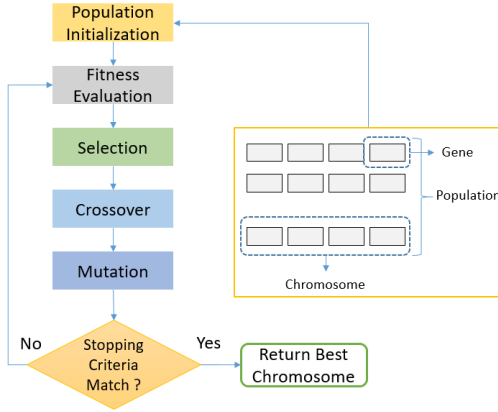 Population
Initialization
Fitness
Evaluation
Selection
Crossover
Mutation
No
Stopping
Criteria
Match ?
Yes
Return Best
Chromosome
Gene
Population
Chromosome